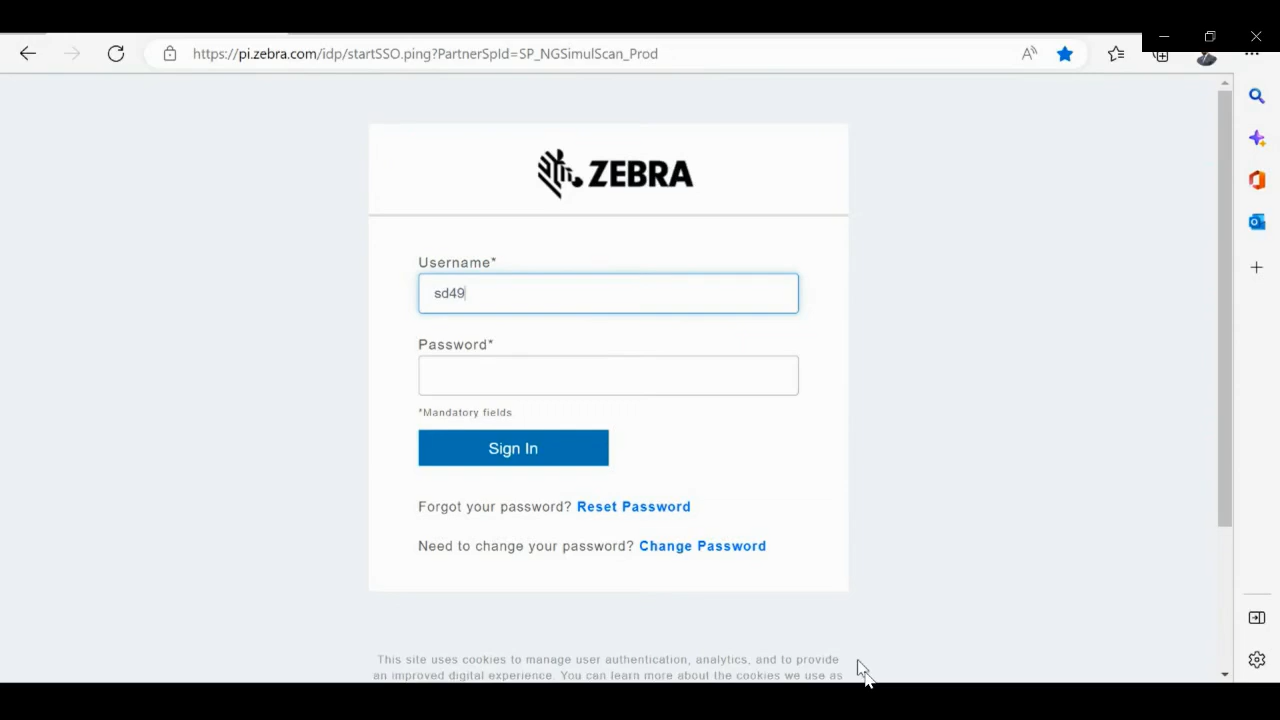 https://pi.zebra.com/idp/startSSO.ping?PartnerSpId=SP_NGSimulScan_Prod
ZEBRA
Username*
sd49
Password*
*Mandatory fields
Sign In
Forgot your password? Reset Password
Need to change your password? Change Password
This site uses cookies to manage user authentication, analytics, and to provide
an improved digital experience. You can learn more about the cookies we use as